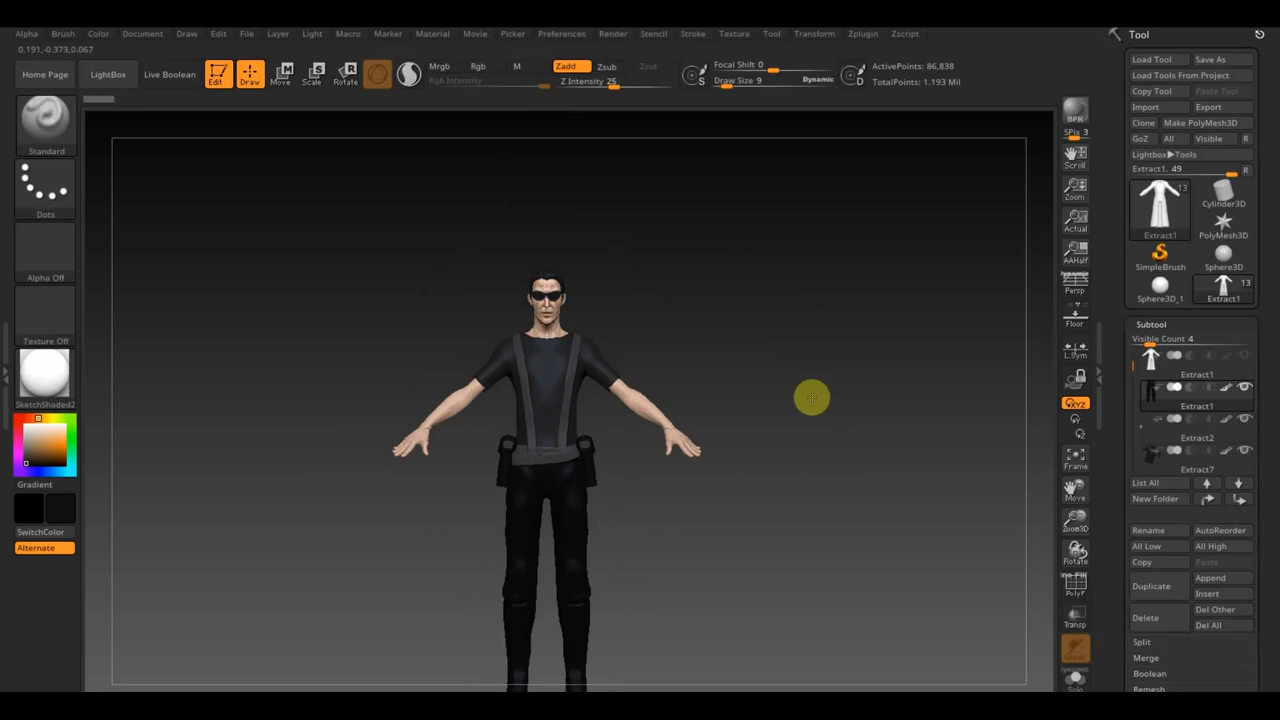 Alpha Brush Color Document Draw Edit File Layer Light Macro Marker Material Movie Picker Preferences Render Stencil Stroke Texture Tool Transform Zplugin Zscript
Tool
0.191,-0.373,0.067
Home Page
LightBox
Live Boolean
Edit
Draw
Move
Scale
Rotate
Mrgb Rgb M
Rgb Intensity
Zadd Zsub Zcut
Z Intensity 25
S
Focal Shift 0
Draw Size 9 Dynamic
D
ActivePoints: 86,838
TotalPoints: 1.193 Mil
Load Tool Save As
Load Tools From Project
Copy Tool Paste Tool
Import Export
Clone Make PolyMesh3D
GoZ All Visible R
Lightbox▶Tools
Extract1. 49 R
13
Extract1
Cylinder3D
PolyMesh3D
SimpleBrush
Sphere3D
Sphere3D_1
13
Extract1
Subtool
Visible Count 4
Extract1
Extract1
Extract2
Extract7
List All
New Folder
Rename AutoReorder
All Low All High
Copy Paste
Duplicate Append
Insert
Delete Del Other
Del All
Split
Merge
Boolean
Remesh
Standard
Dots
Alpha Off
Texture Off
SketchShaded2
Gradient
SwitchColor
Alternate
BPR
SPix 3
Scroll
Zoom
Actual
AAHalf
Dynamic
Persp
Floor
L.Sym
XYZ
Frame
Move
Zoom3D
Rotate
PolyF
Transp
Ghost
Dynamic
Solo